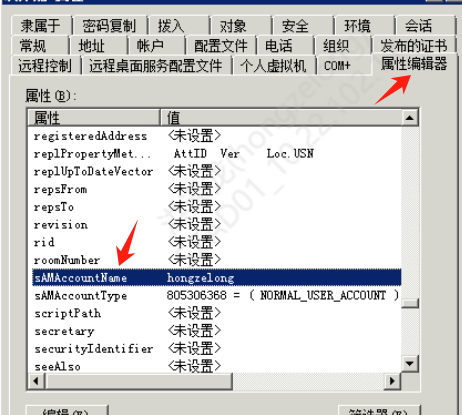 隶属于 密码复制 拨入 对象 安全 环境 会话
常规 地址 帐户 配置文件 电话 组织 发布的证书
远程控制 远程桌面服务配置文件 个人虚拟机 COM+ 属性编辑器
属性(B):
属性 值
registeredAddress <未设置>
replPropertyMet... AttID Ver Loc.USN
replUpToDateVector <未设置>
repsFrom <未设置>
repsTo <未设置>
revision <未设置>
rid <未设置>
roomNumber <未设置>
sAMAccountName hongzelong
sAMAccountType 805306368 = ( NORMAL_USER_ACCOUNT )
scriptPath <未设置>
secretary <未设置>
securityIdentifier <未设置>
seeAlso <未设置>